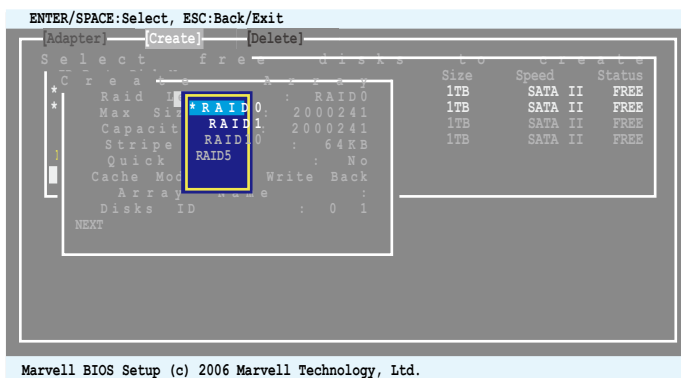 ENTER/SPACE:Select, ESC:Back/Exit
[Adapter] [Create] [Delete]
Select free disks to create
Size Speed Status
Create Array
* 1TB SATA II FREE
* 1TB SATA II FREE
1TB SATA II FREE
1TB SATA II FREE
Raid : RAID0
Max : 2000241
Capacit : 2000241
Stripe : 64KB
Quick : No
Cache Mod Write Back
Array Name :
Disks ID : 0 1
NEXT
*RAID0
RAID1
RAID10
RAID5
Marvell BIOS Setup (c) 2006 Marvell Technology, Ltd.